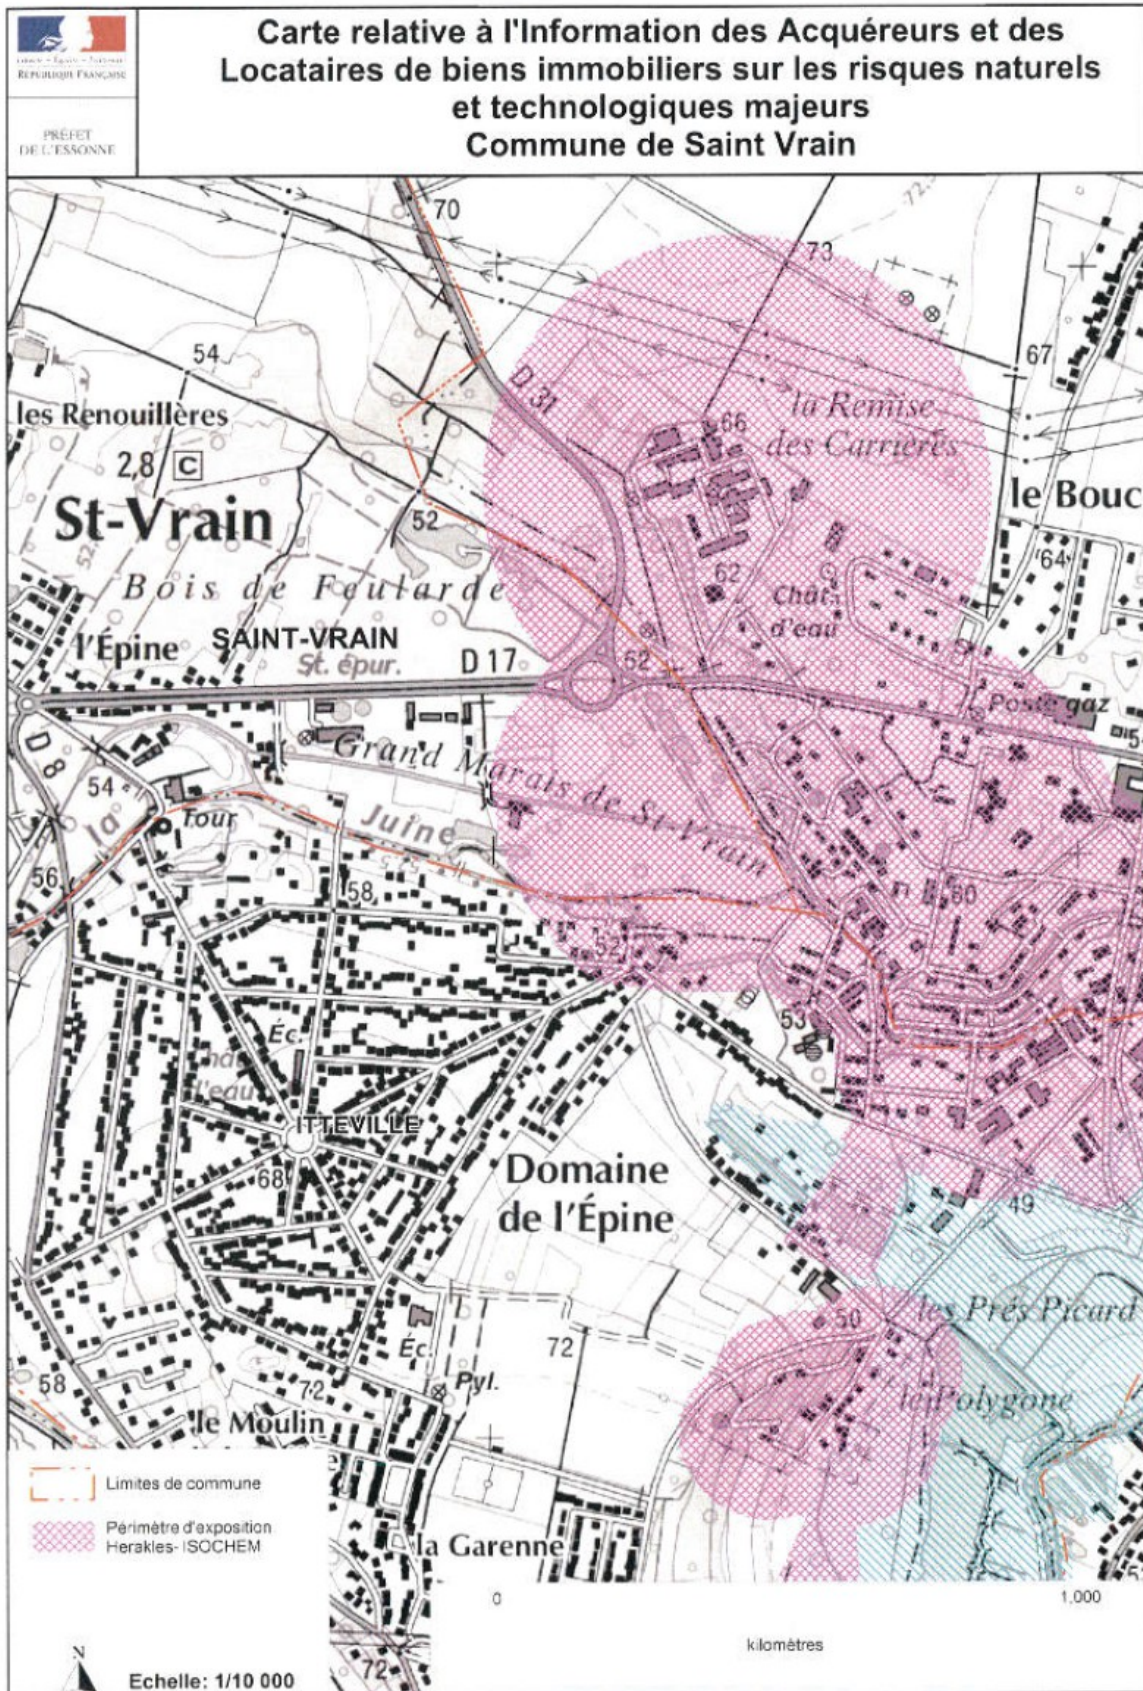 Carte relative à l'Information des Acquéreurs et des
Locataires de biens immobiliers sur les risques naturels
et technologiques majeurs
Commune de Saint Vrain
RÉPUBLIQUE FRANÇAISE
PRÉFET
DE L'ESSONNE
70
72,5
73
67
54
D 31
la Remise
des Carrières
66
les Renouillères
2,8 C
le Bouc
St-Vrain
52
64
62
Bois de Feularde
Chât.
d'eau
l'Épine
SAINT-VRAIN
St. épur.
D 17
52
Poste gaz
Grand Marais de St-Vrain
D 8
54
la
Tour
Juine
56
58
60
52
53
Éc.
l'eau
ITTEVILLE
68
Domaine
de l'Épine
49
les Prés Picard
50
Éc.
72
58
72
Pyl.
le Polygone
le Moulin
Limites de commune
Périmètre d'exposition
Herakles- ISOCHEM
la Garenne
0
1,000
kilomètres
N
72
Echelle: 1/10 000